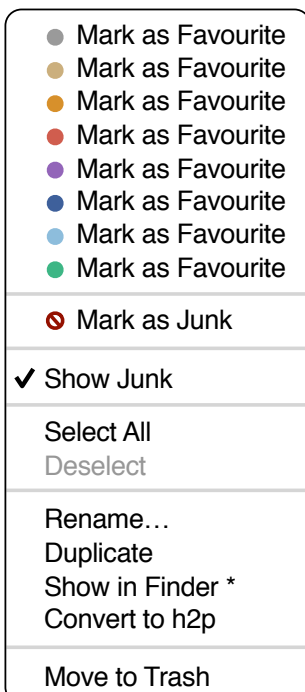 Mark as Favourite
Mark as Favourite
Mark as Favourite
Mark as Favourite
Mark as Favourite
Mark as Favourite
Mark as Favourite
Mark as Favourite
Mark as Junk
Show Junk
Select All
Deselect
Rename…
Duplicate
Show in Finder *
Convert to h2p
Move to Trash